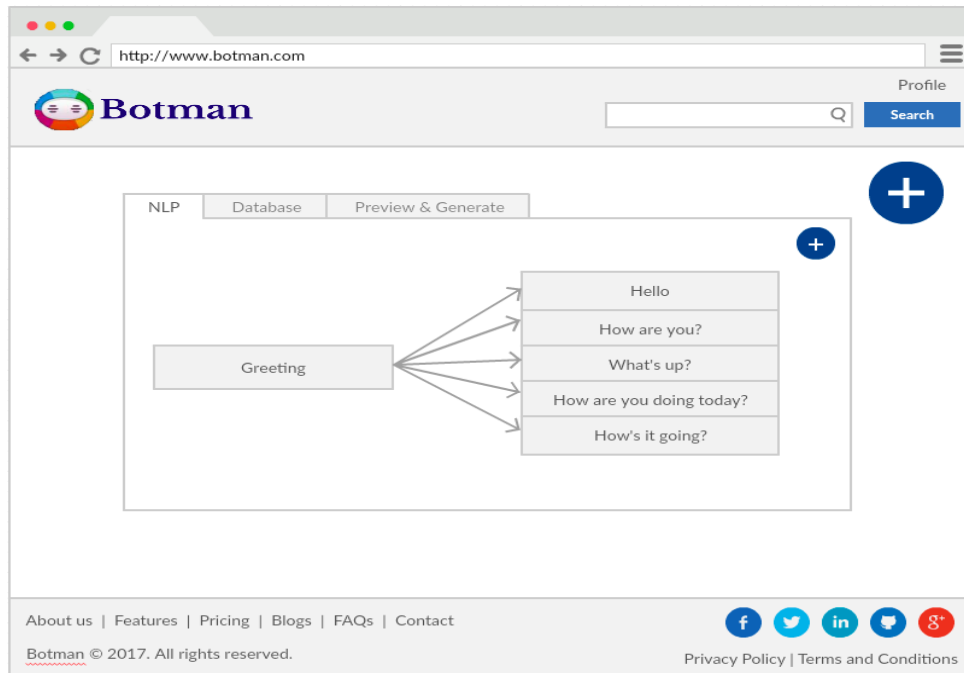 http://www.botman.com
Profile
Botman
Search
NLP
Database
Preview & Generate
Hello
How are you?
Greeting
What's up?
How are you doing today?
How's it going?
About us | Features | Pricing | Blogs | FAQs | Contact
f
in
g+
Botman © 2017. All rights reserved.
Privacy Policy | Terms and Conditions